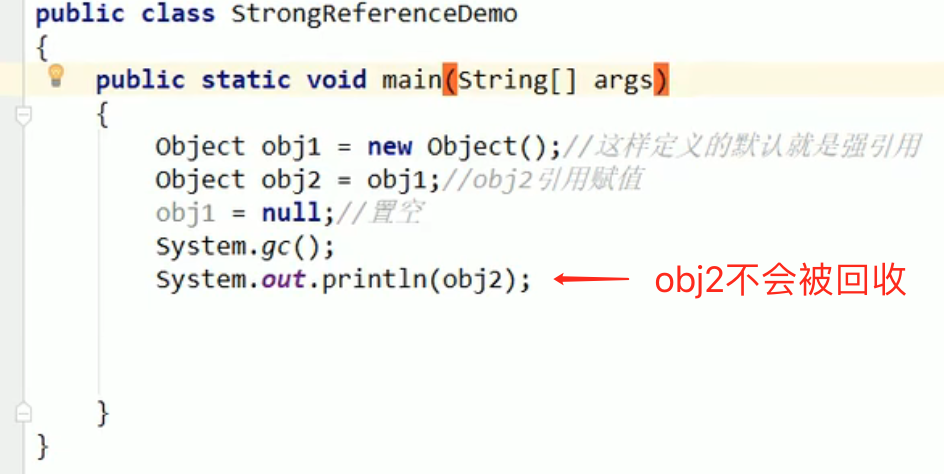 public class StrongReferenceDemo
{
public static void main(String[] args)
{
Object obj1 = new Object();//这样定义的默认就是强引用
Object obj2 = obj1;//obj2引用赋值
obj1 = null;//置空
System.gc();
System.out.println(obj2); obj2不会被回收
}
}